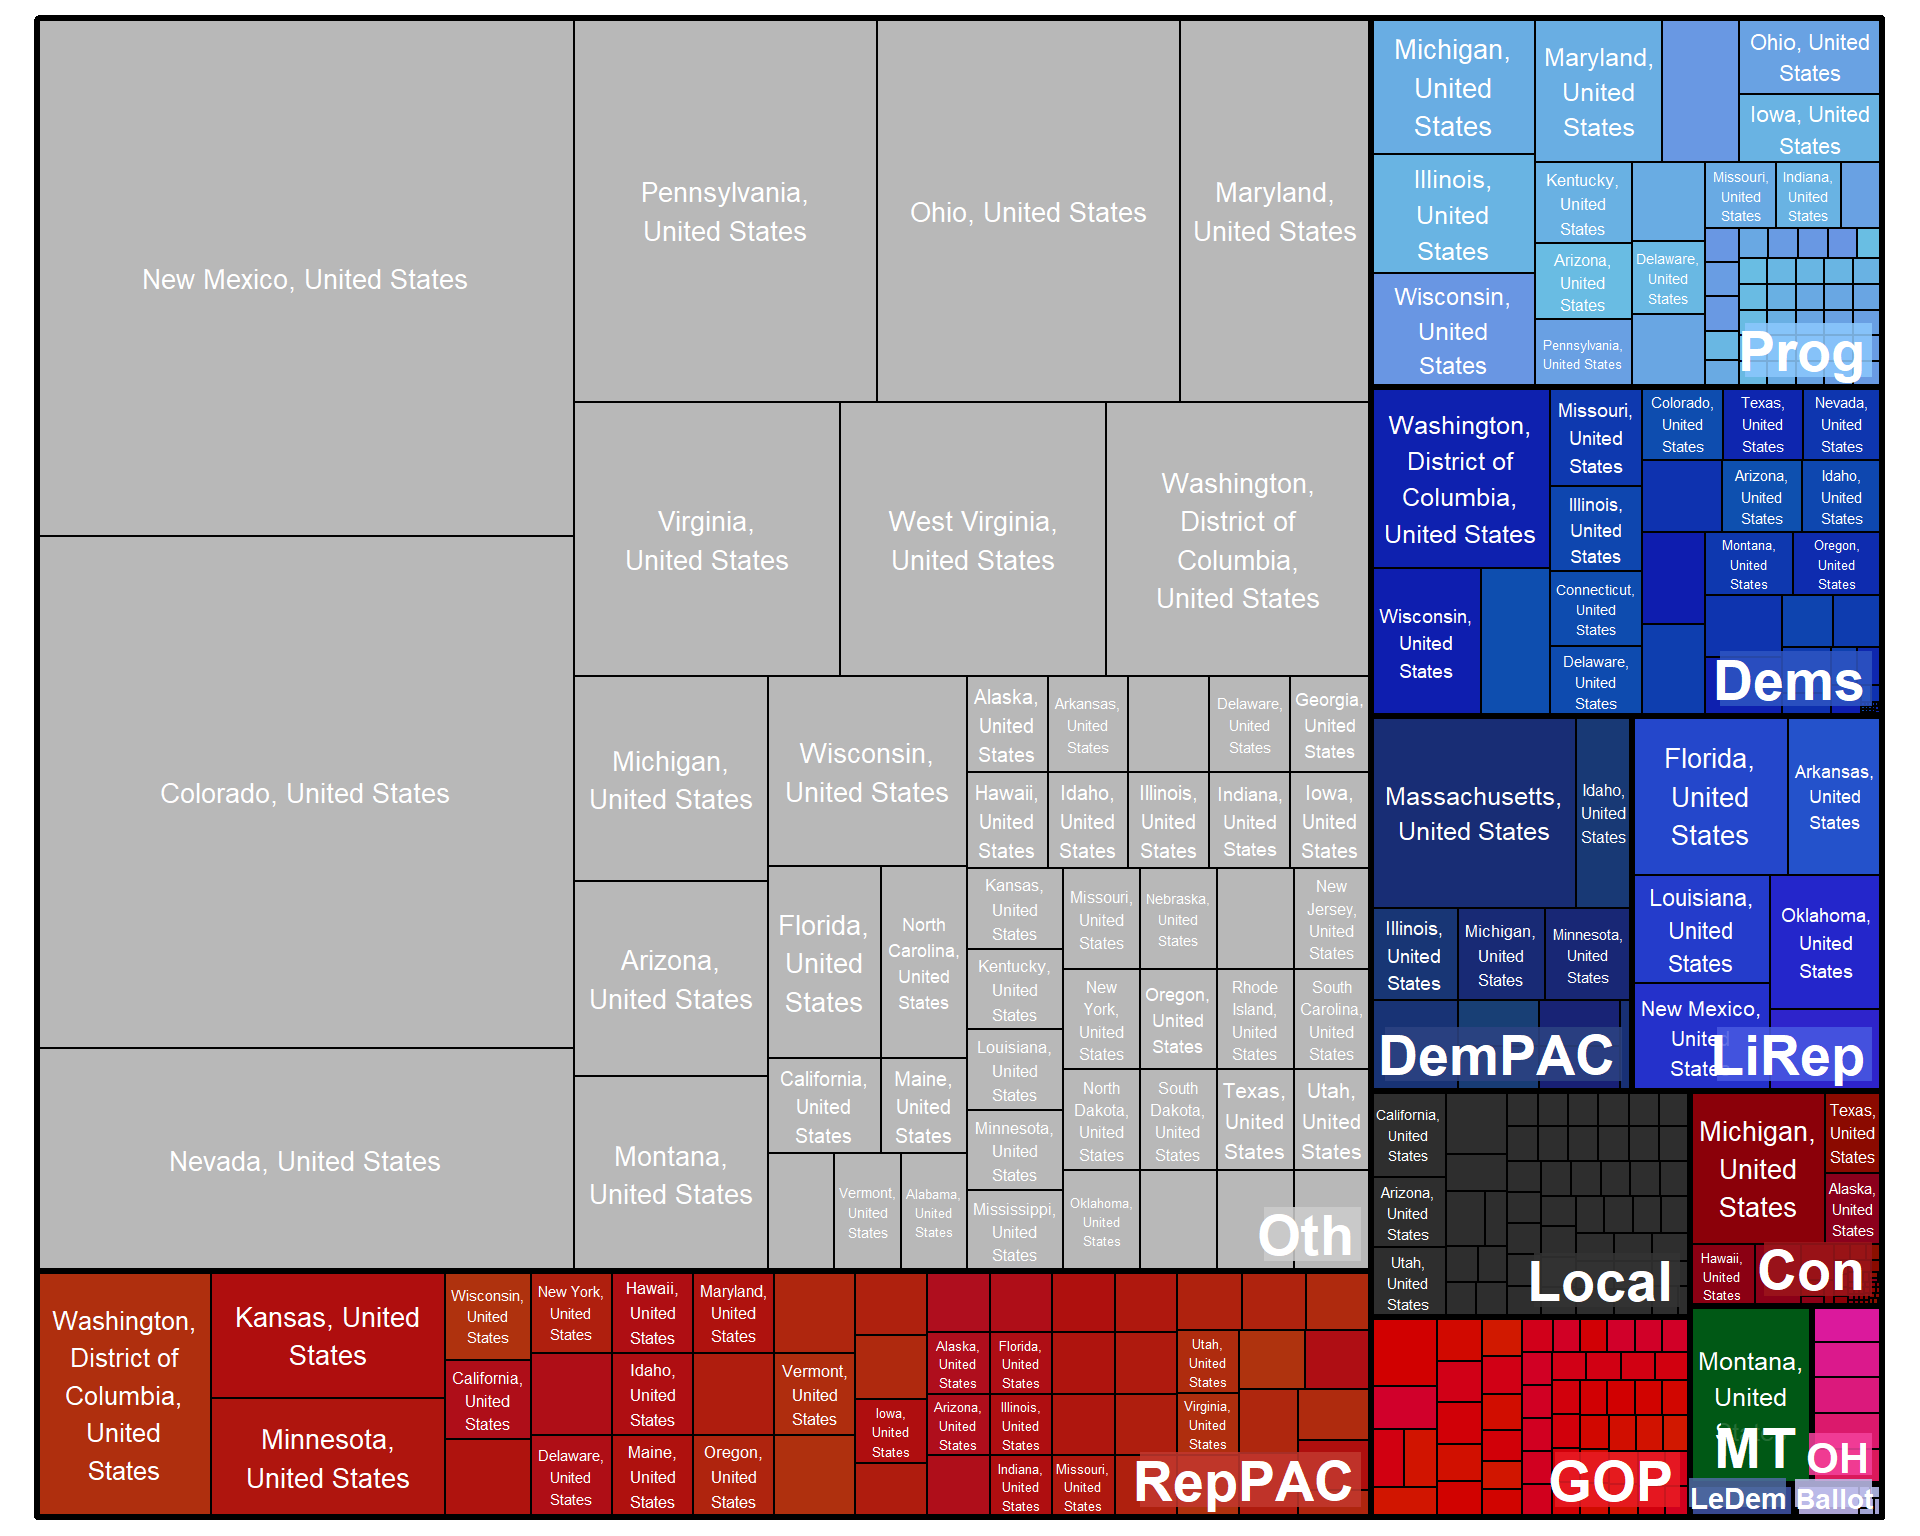 New Mexico, United States
Colorado, United States
Nevada, United States
Pennsylvania,
United States
Ohio, United States
Maryland,
United States
Virginia,
United States
West Virginia,
United States
Washington,
District of
Columbia,
United States
Michigan,
United States
Arizona,
United States
Montana,
United States
Wisconsin,
United States
Florida,
United
States
North
Carolina,
United
States
California,
United
States
Maine,
United
States
Vermont,
United
States
Alabama,
United
States
Alaska,
United
States
Arkansas,
United
States
Delaware,
United
States
Georgia,
United
States
Hawaii,
United
States
Idaho,
United
States
Illinois,
United
States
Indiana,
United
States
Iowa,
United
States
Kansas,
United
States
Kentucky,
United
States
Louisiana,
United
States
Minnesota,
United
States
Mississippi,
United
States
Missouri,
United
States
Nebraska,
United
States
New
Jersey,
United
States
New
York,
United
States
Oregon,
United
States
Rhode
Island,
United
States
South
Carolina,
United
States
North
Dakota,
United
States
South
Dakota,
United
States
Texas,
United
States
Utah,
United
States
Oklahoma,
United
States
Oth
Washington,
District of
Columbia,
United
States
Kansas, United
States
Minnesota,
United States
Wisconsin,
United
States
California,
United
States
New York,
United
States
Delaware,
United
States
Hawaii,
United
States
Idaho,
United
States
Maine,
United
States
Maryland,
United
States
Oregon,
United
States
Vermont,
United
States
Iowa,
United
States
Alaska,
United
States
Arizona,
United
States
Florida,
United
States
Illinois,
United
States
Indiana,
United
States
Missouri,
United
States
Utah,
United
States
Virginia,
United
States
RepPAC
Michigan,
United
States
Illinois,
United
States
Wisconsin,
United
States
Maryland,
United
States
Ohio, United
States
Iowa, United
States
Kentucky,
United
States
Arizona,
United
States
Pennsylvania,
United States
Delaware,
United
States
Missouri,
United
States
Indiana,
United
States
Prog
Washington,
District of
Columbia,
United States
Wisconsin,
United
States
Missouri,
United
States
Illinois,
United
States
Connecticut,
United
States
Delaware,
United
States
Colorado,
United
States
Texas,
United
States
Nevada,
United
States
Arizona,
United
States
Idaho,
United
States
Montana,
United
States
Oregon,
United
States
Dems
Massachusetts,
United States
Idaho,
United
States
Illinois,
United
States
Michigan,
United
States
Minnesota,
United
States
DemPAC
Florida,
United
States
Arkansas,
United
States
Louisiana,
United
States
Oklahoma,
United
States
New Mexico,
United
States
LiRep
California,
United
States
Arizona,
United
States
Utah,
United
States
Local
Michigan,
United
States
Texas,
United
States
Alaska,
United
States
Hawaii,
United
States
Con
GOP
Montana,
United
MT
OH
LeDem
Ballot